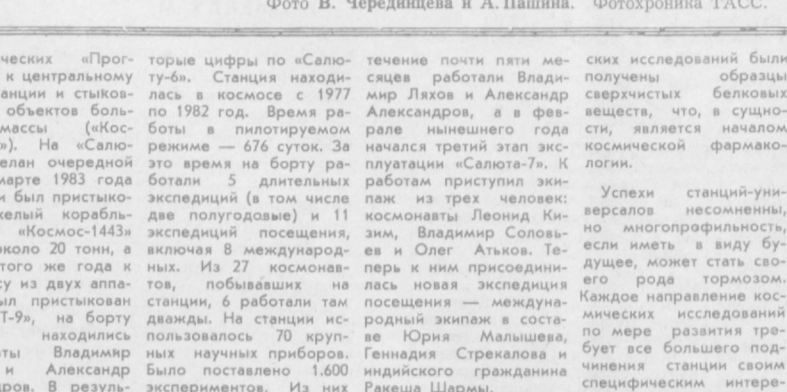 Фото В. Черединцева и А. Пашина. Фотохроника ТАСС.
ческих «Прог-
к центральному
анции и стыков-
объектов боль-
массы («Кос-
»). На «Салю-
елан очередной
марте 1983 года
и был пристыко-
желый корабль-
«Космос-1443»
около 20 тонн, а
того же года к
су из двух аппа-
ыл пристыкован
Т-9», на борту
находились
ты Владимир
и Александр
дров. В резуль-
торые цифры по «Салю-
ту-6». Станция находи-
лась в космосе с 1977
по 1982 год. Время ра-
боты в пилотируемом
режиме — 676 суток. За
это время на борту ра-
ботали 5 длительных
экспедиций (в том числе
две полугодовые) и 11
экспедиций посещения,
включая 8 международ-
ных. Из 27 космонав-
тов, побывавших на
станции, 6 работали там
дважды. На станции ис-
пользовалось 70 круп-
ных научных приборов.
Было поставлено 1.600
экспериментов. Из них
течение почти пяти ме-
сяцев работали Влади-
мир Ляхов и Александр
Александров, а в фев-
рале нынешнего года
начался третий этап экс-
плуатации «Салюта-7». К
работам приступил эки-
паж из трех человек:
космонавты Леонид Ки-
зим, Владимир Соловь-
ев и Олег Атьков. Те-
перь к ним присоедини-
лась новая экспедиция
посещения — междуна-
родный экипаж в соста-
ве Юрия Малышева,
Геннадия Стрекалова и
индийского гражданина
Ракеша Шармы.
ских исследований были
получены образцы
сверхчистых белковых
веществ, что, в сущно-
сти, является началом
космической фармако-
логии.
Успехи станций-уни-
версалов несомненны,
но многопрофильность,
если иметь в виду бу-
дущее, может стать сво-
его рода тормозом.
Каждое направление кос-
мических исследований
по мере развития тре-
бует все большего под-
чинения станции своим
специфическим интере-